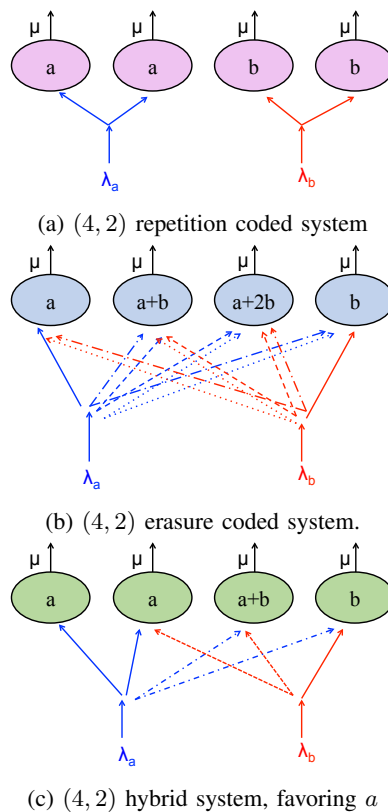 μ μ μ μ
a a b b
λa λb
(a) (4, 2) repetition coded system
μ μ μ μ
a a+b a+2b b
λa λb
(b) (4, 2) erasure coded system.
μ μ μ μ
a a a+b b
λa λb
(c) (4, 2) hybrid system, favoring a